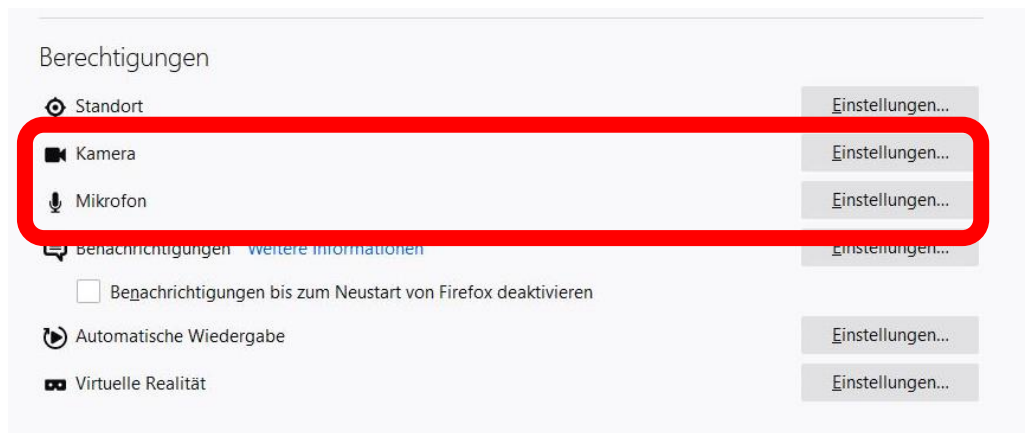 Berechtigungen
Standort Einstellungen...
Kamera Einstellungen...
Mikrofon Einstellungen...
Benachrichtigungen Weitere Informationen Einstellungen...
Benachrichtigungen bis zum Neustart von Firefox deaktivieren
Automatische Wiedergabe Einstellungen...
Virtuelle Realität Einstellungen...